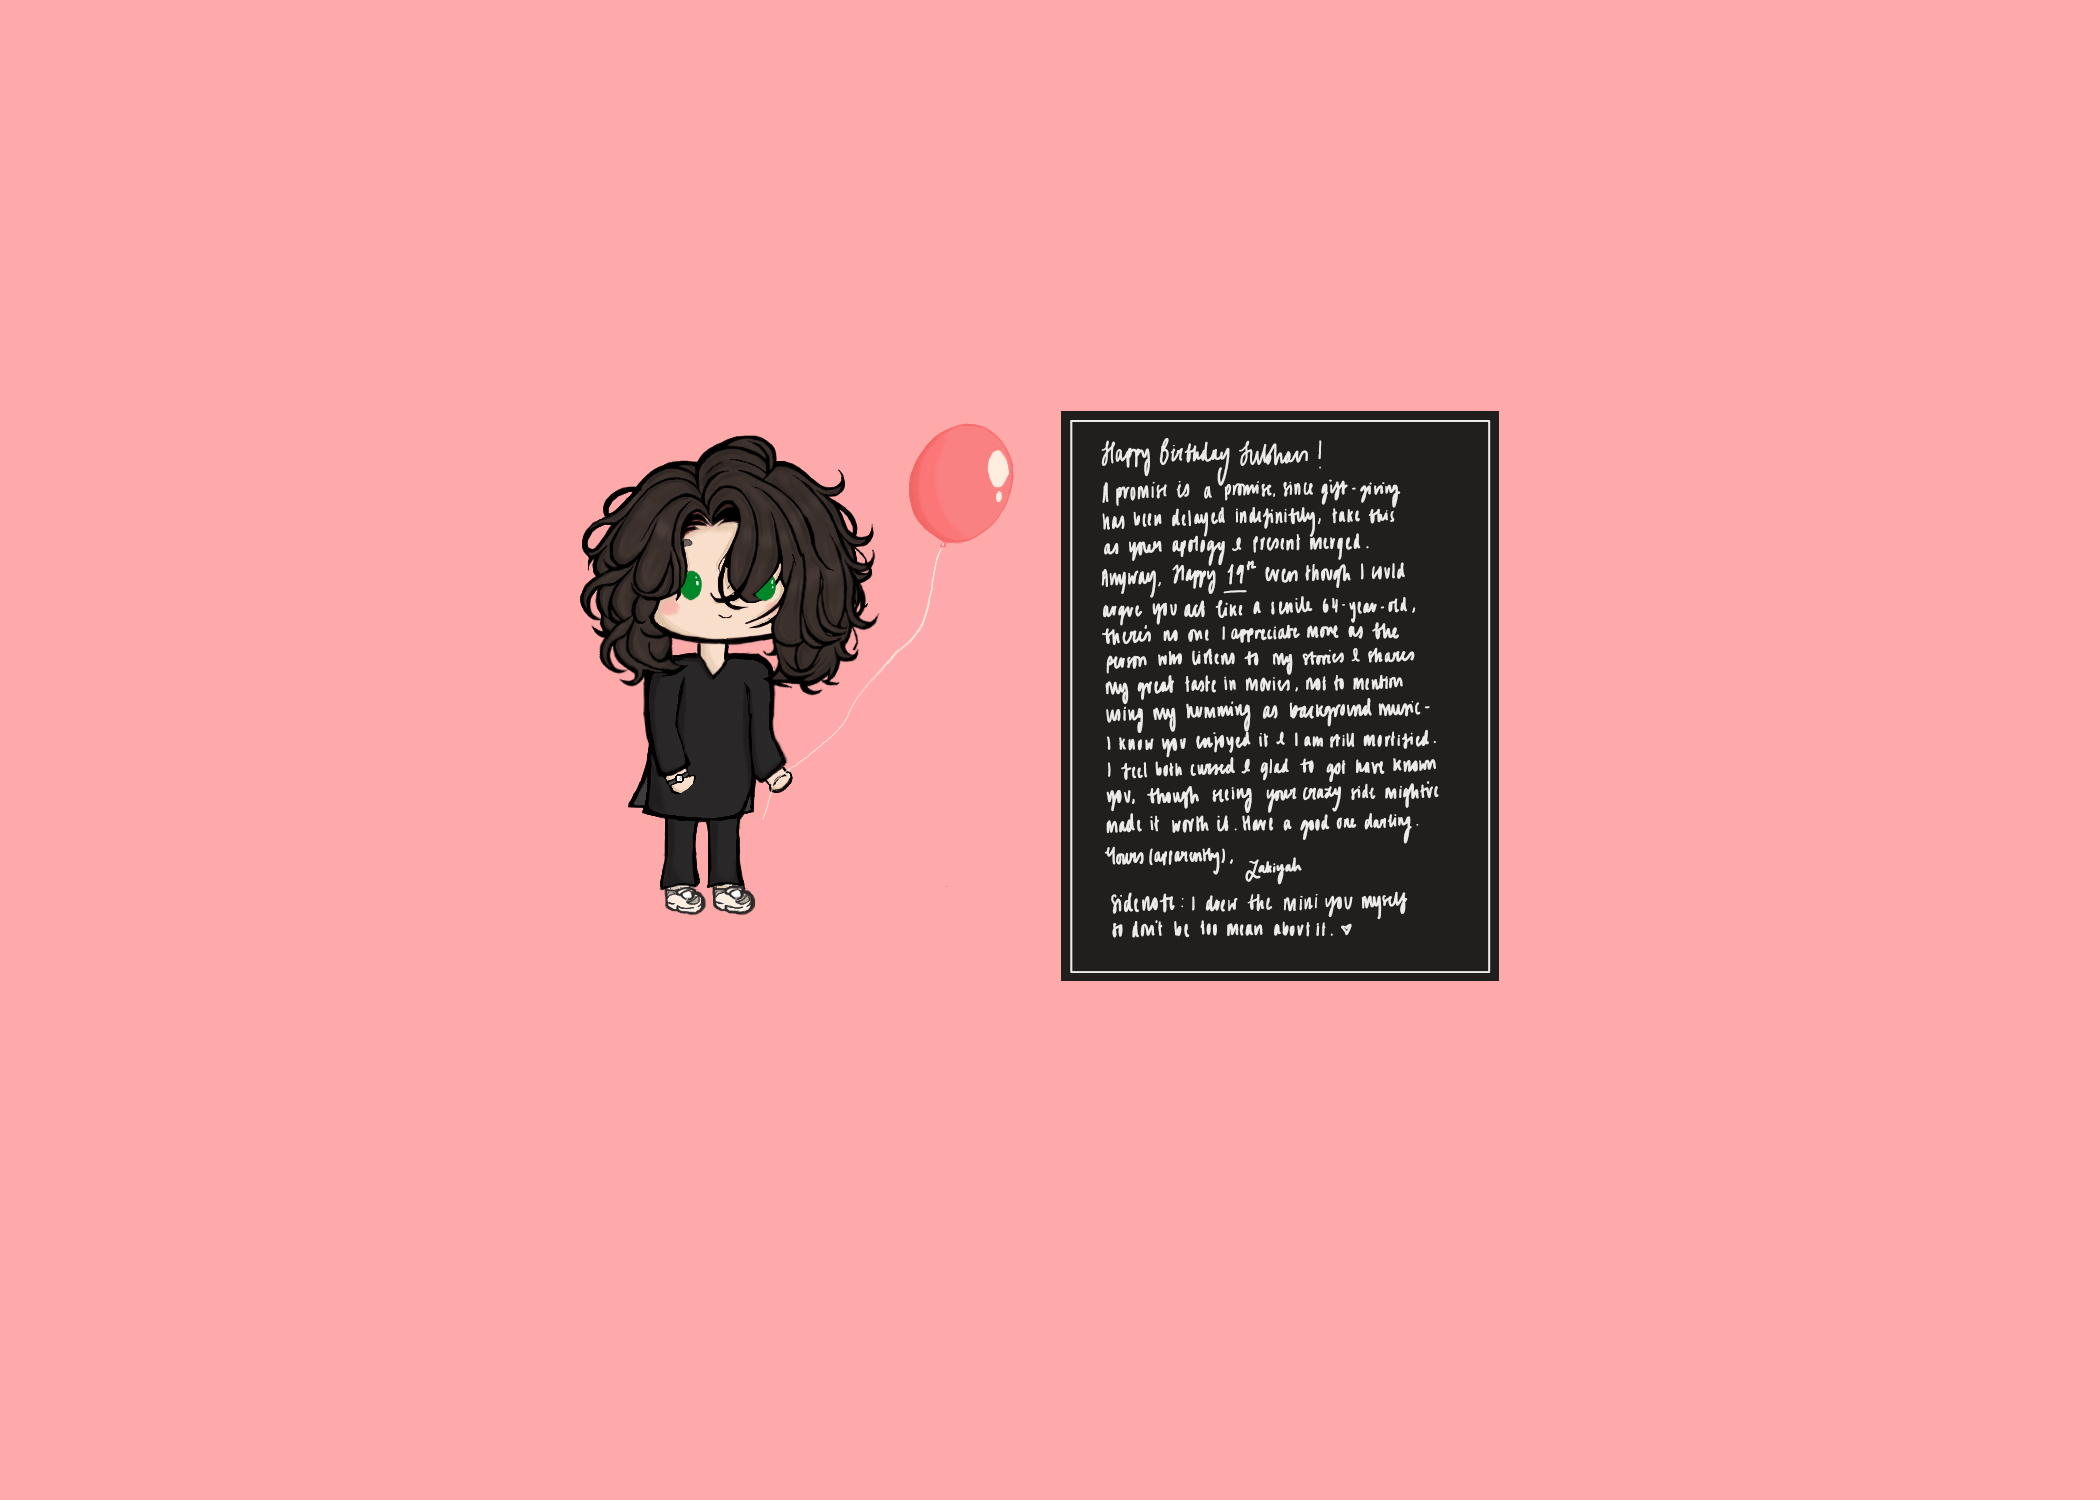 Happy Birthday Subhan!
A promise is a promise, since gift-giving
has been delayed indefinitely, take this
as your apology & present merged.
Anyway, Happy 19th even though I could
argue you act like a senile 64-year-old,
there's no one I appreciate more as the
person who listens to my stories & shares
my great taste in movies, not to mention
using my humming as background music-
I know you enjoyed it & I am still mortified.
I feel both cursed & glad to got have known
you, though seeing your crazy side might've
made it worth it. Have a good one darling.
Yours (apparently),
Zakiyah
Sidenote: I drew the mini you myself
so don't be too mean about it. ♡